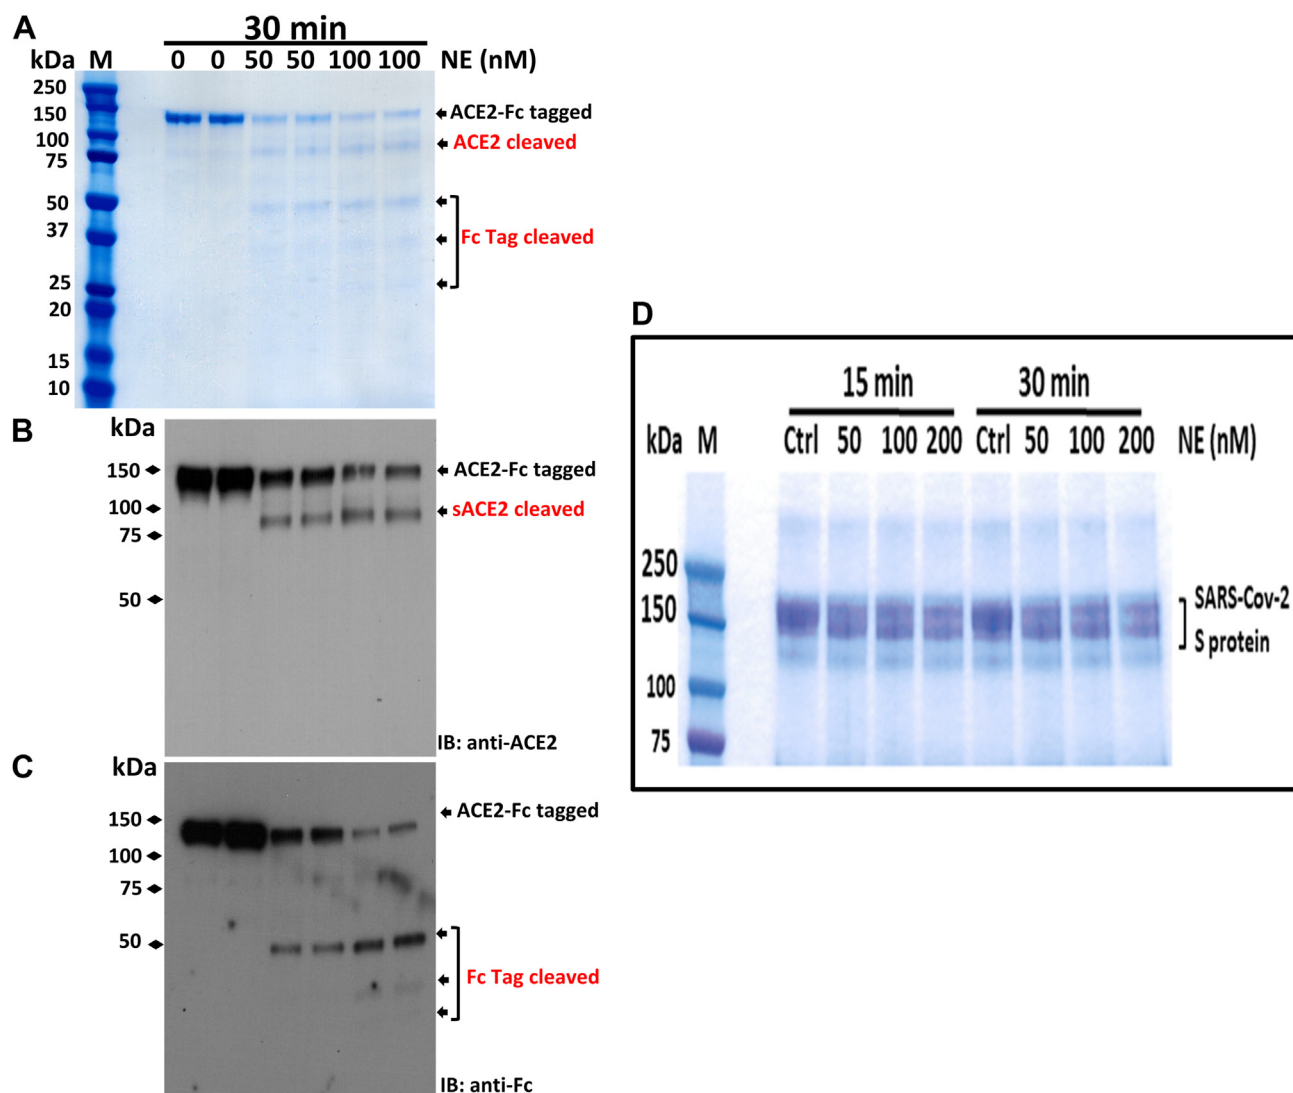 A
30 min
kDa M 0 0 50 50 100 100 NE (nM)
250
150
100
75
50
37
25
20
15
10
ACE2-Fc tagged
ACE2 cleaved
Fc Tag cleaved
B
kDa
150
100
75
50
ACE2-Fc tagged
sACE2 cleaved
IB: anti-ACE2
C
kDa
150
100
75
50
ACE2-Fc tagged
Fc Tag cleaved
IB: anti-Fc
D
15 min 30 min
kDa M Ctrl 50 100 200 Ctrl 50 100 200 NE (nM)
250
150
100
75
SARS-Cov-2
S protein